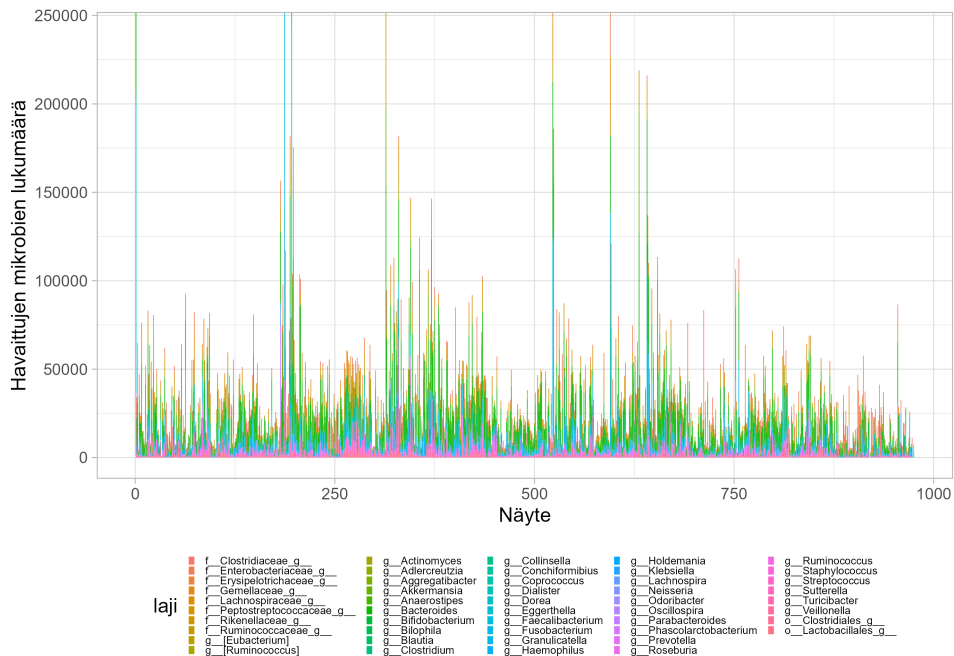 Havaittujen mikrobien lukumäärä
250000
200000
150000
100000
50000
0
0 250 500 750 1000
Näyte
laji
f__Clostridiaceae_g__
f__Enterobacteriaceae_g__
f__Erysipelotrichaceae_g__
f__Gemellaceae_g__
f__Lachnospiraceae_g__
f__Peptostreptococcaceae_g__
f__Rikenellaceae_g__
f__Ruminococcaceae_g__
g__[Eubacterium]
g__[Ruminococcus]
g__Actinomyces
g__Adlercreutzia
g__Aggregatibacter
g__Akkermansia
g__Anaerostipes
g__Bacteroides
g__Bifidobacterium
g__Bilophila
g__Blautia
g__Clostridium
g__Collinsella
g__Conchiformibius
g__Coprococcus
g__Dialister
g__Dorea
g__Eggerthella
g__Faecalibacterium
g__Fusobacterium
g__Granulicatella
g__Haemophilus
g__Holdemania
g__Klebsiella
g__Lachnospira
g__Neisseria
g__Odoribacter
g__Oscillospira
g__Parabacteroides
g__Phascolarctobacterium
g__Prevotella
g__Roseburia
g__Ruminococcus
g__Staphylococcus
g__Streptococcus
g__Sutterella
g__Turicibacter
g__Veillonella
o__Clostridiales_g__
o__Lactobacillales_g__